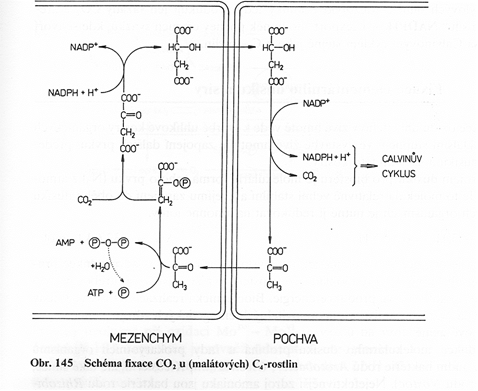 NADP⁺
NADPH + H⁺
COO⁻
HC–OH
CH₂
COO⁻
COO⁻
C=O
CH₂
COO⁻
COO⁻
C–O Ⓟ
CH₂
CO₂
AMP + Ⓟ–O–Ⓟ
+H₂O
ATP + Ⓟ
COO⁻
C=O
CH₃
COO⁻
HC–OH
CH₂
COO⁻
NADP⁺
NADPH + H⁺
CO₂
CALVINŮV
CYKLUS
COO⁻
C=O
CH₃
MEZENCHYM
POCHVA
Obr. 145 Schéma fixace CO₂ u (malátových) C₄-rostlin